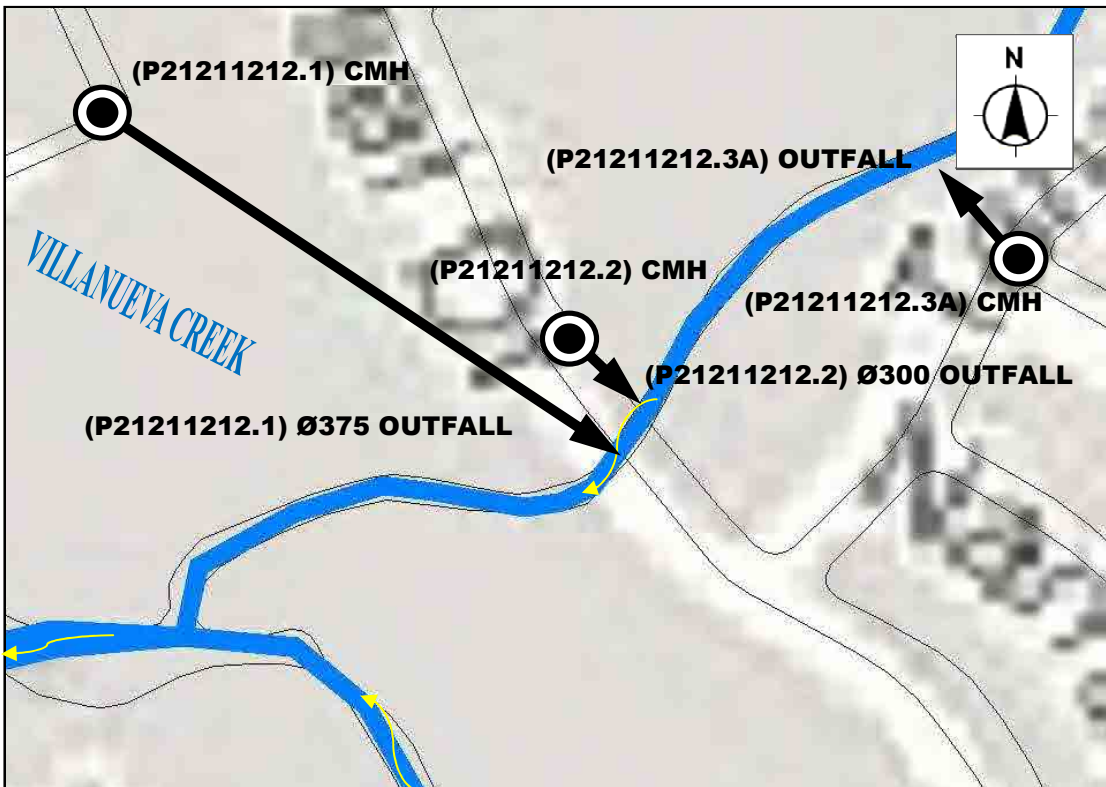 (P21211212.1) CMH
N
(P21211212.3A) OUTFALL
VILLANUEVA CREEK
(P21211212.2) CMH
(P21211212.3A) CMH
(P21211212.2) Ø300 OUTFALL
(P21211212.1) Ø375 OUTFALL